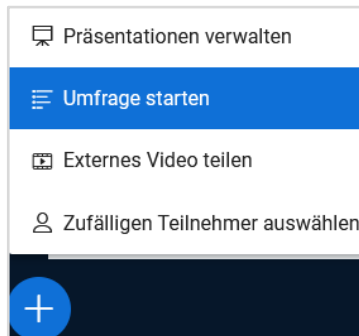 Präsentationen verwalten
Umfrage starten
Externes Video teilen
Zufälligen Teilnehmer auswählen